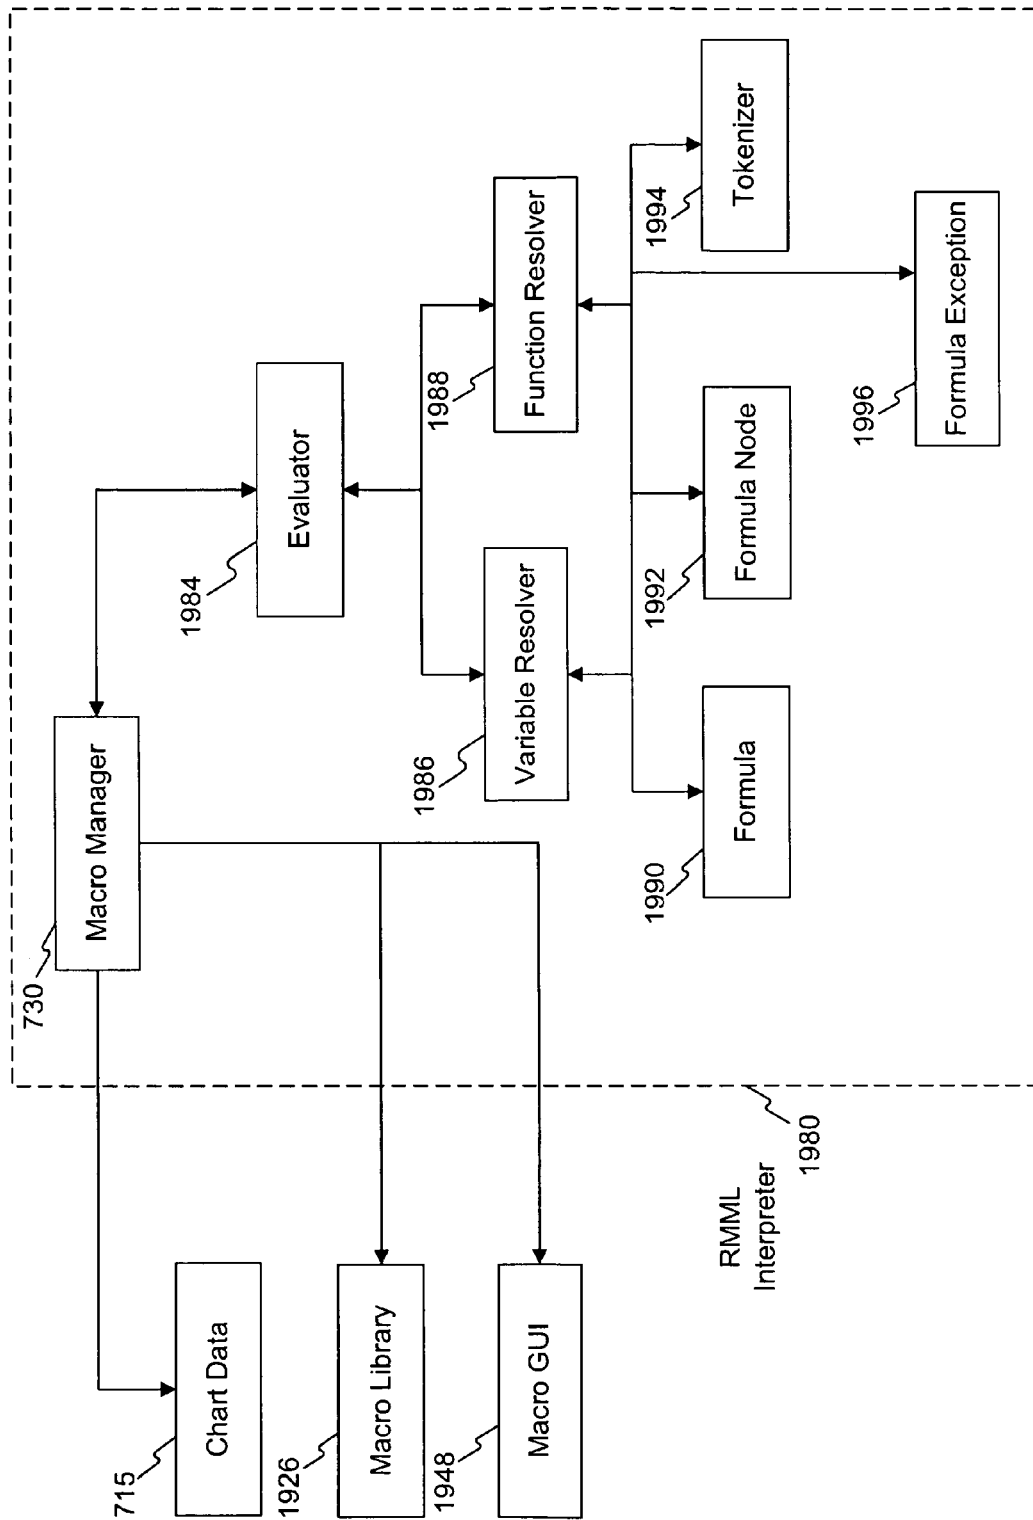 730
Macro Manager
715
Chart Data
1984
Evaluator
1926
Macro Library
1986
Variable Resolver
1988
Function Resolver
1948
Macro GUI
RMML
Interpreter
1980
1990
Formula
1992
Formula Node
1994
Tokenizer
1996
Formula Exception